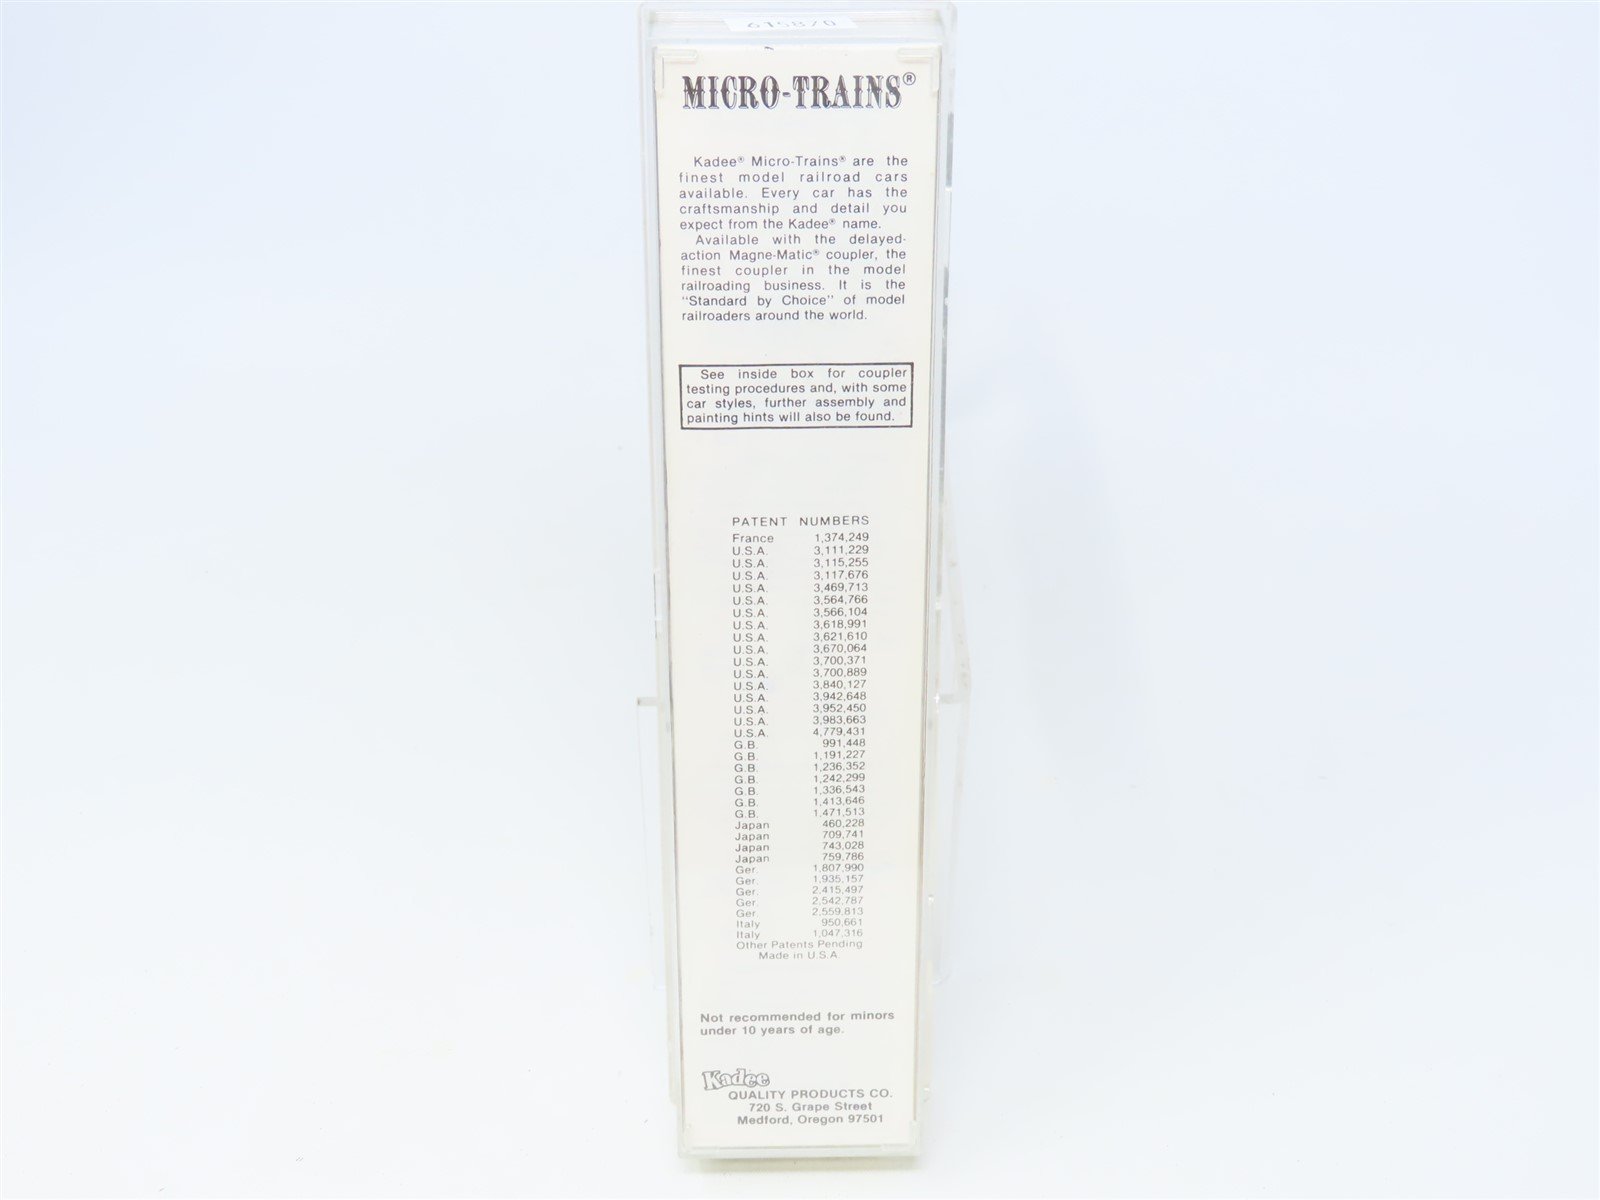 615870
MICRO-TRAINS®
Kadee® Micro-Trains® are the
finest model railroad cars
available. Every car has the
craftsmanship and detail you
expect from the Kadee® name.
Available with the delayed-
action Magne-Matic® coupler, the
finest coupler in the model
railroading business. It is the
"Standard by Choice" of model
railroaders around the world.
See inside box for coupler
testing procedures and, with some
car styles, further assembly and
painting hints will also be found.
PATENT NUMBERS
France 1,374,249
U.S.A. 3,111,229
U.S.A. 3,115,255
U.S.A. 3,117,676
U.S.A. 3,469,713
U.S.A. 3,564,766
U.S.A. 3,566,104
U.S.A. 3,618,991
U.S.A. 3,621,610
U.S.A. 3,670,064
U.S.A. 3,700,371
U.S.A. 3,700,889
U.S.A. 3,840,127
U.S.A. 3,942,648
U.S.A. 3,952,450
U.S.A. 3,983,663
U.S.A. 4,779,431
G.B. 991,448
G.B. 1,191,227
G.B. 1,236,352
G.B. 1,242,299
G.B. 1,336,543
G.B. 1,413,646
G.B. 1,471,513
Japan 460,228
Japan 709,741
Japan 743,028
Japan 759,786
Ger. 1,807,990
Ger. 1,935,157
Ger. 2,415,497
Ger. 2,542,787
Ger. 2,559,813
Italy 950,661
Italy 1,047,316
Other Patents Pending
Made in U.S.A.
Not recommended for minors
under 10 years of age.
Kadee
QUALITY PRODUCTS CO.
720 S. Grape Street
Medford, Oregon 97501